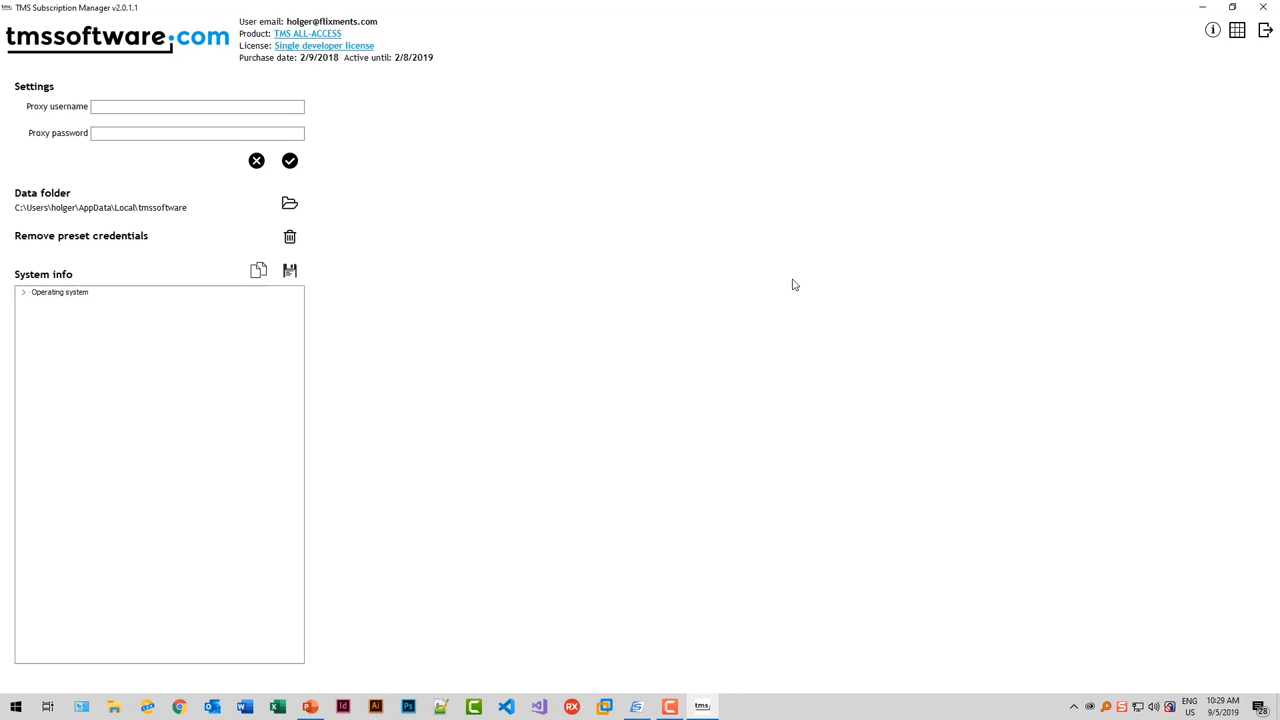 TMS Subscription Manager v2.0.1.1
tmssoftware.com
User email: holger@flixments.com
Product: TMS ALL-ACCESS
License: Single developer license
Purchase date: 2/9/2018 Active until: 2/8/2019
Settings
Proxy username
Proxy password
Data folder
C:\Users\holger\AppData\Local\tmssoftware
Remove preset credentials
System info
Operating system
ENG
US
10:29 AM
9/5/2019
28